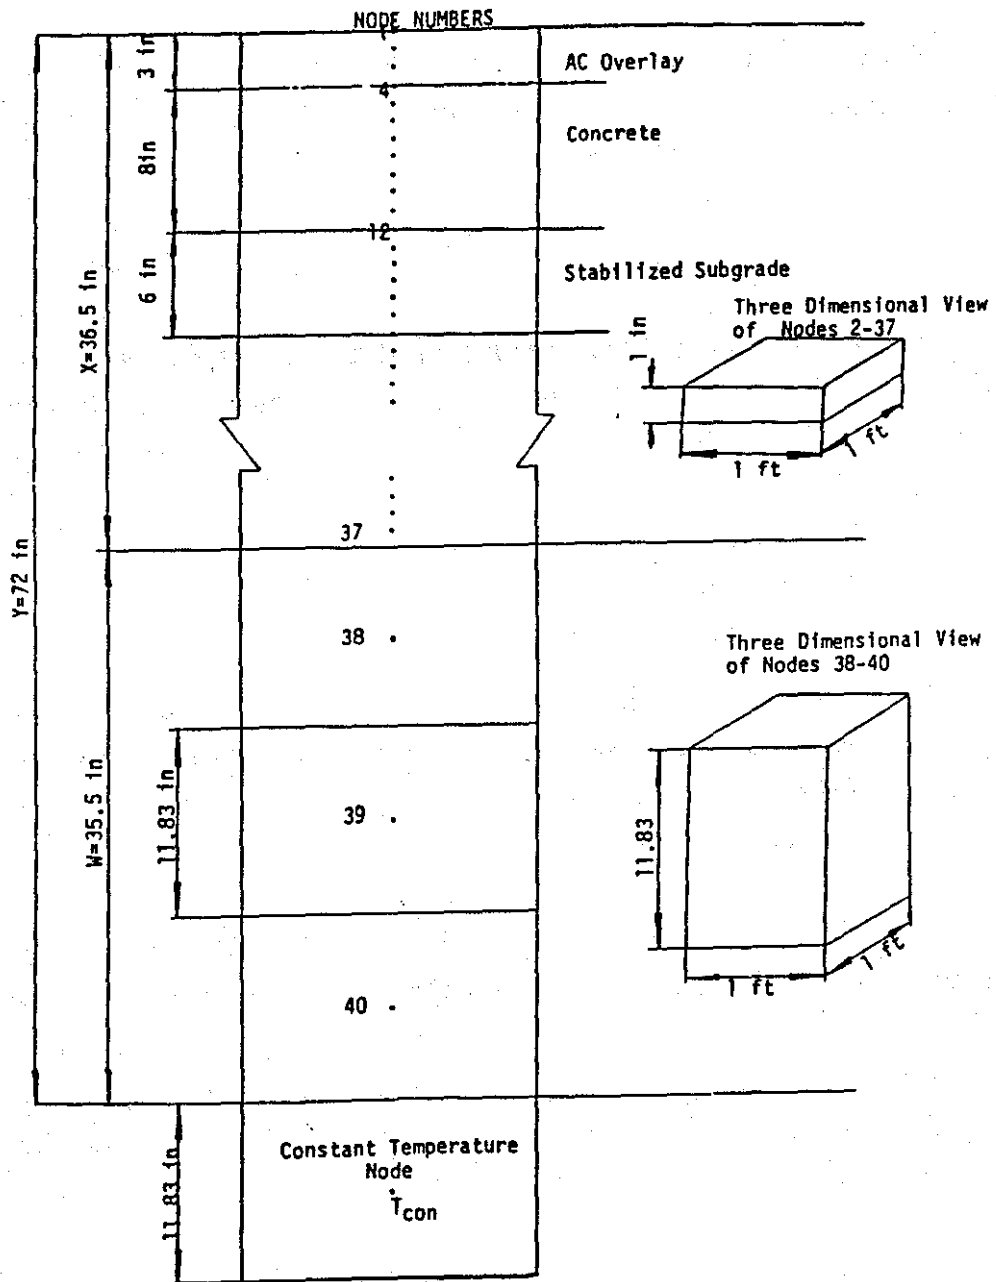 NODE NUMBERS
1
3 in
AC Overlay
4
8in
Concrete
12
6 in
Stabilized Subgrade
X=36.5 in
Three Dimensional View
of Nodes 2-37
1 in
1 ft
1 ft
37
Y=72 in
38
Three Dimensional View
of Nodes 38-40
W=35.5 in
11.83 in
39
11.83
1 ft
1 ft
40
Constant Temperature
Node
Tcon
11.83 in